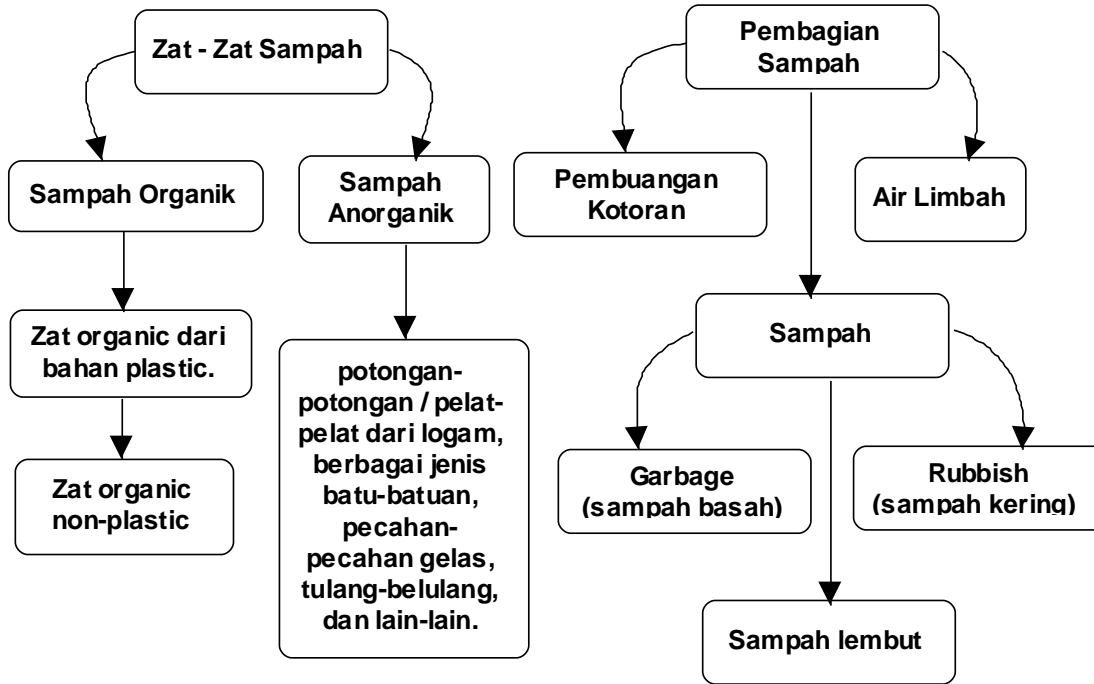 Zat - Zat Sampah
Sampah Organik
Sampah
Anorganik
Zat organic dari
bahan plastic.
Zat organic
non-plastic
potongan-
potongan / pelat-
pelat dari logam,
berbagai jenis
batu-batuan,
pecahan-
pecahan gelas,
tulang-belulang,
dan lain-lain.
Pembagian
Sampah
Pembuangan
Kotoran
Air Limbah
Sampah
Garbage
(sampah basah)
Rubbish
(sampah kering)
Sampah lembut